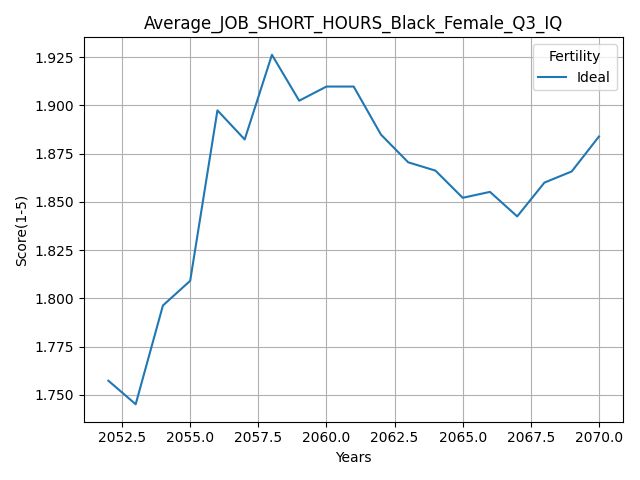 Average_JOB_SHORT_HOURS_Black_Female_Q3_IQ
Fertility
Ideal
Score(1-5)
1.925
1.900
1.875
1.850
1.825
1.800
1.775
1.750
2052.5 2055.0 2057.5 2060.0 2062.5 2065.0 2067.5 2070.0
Years